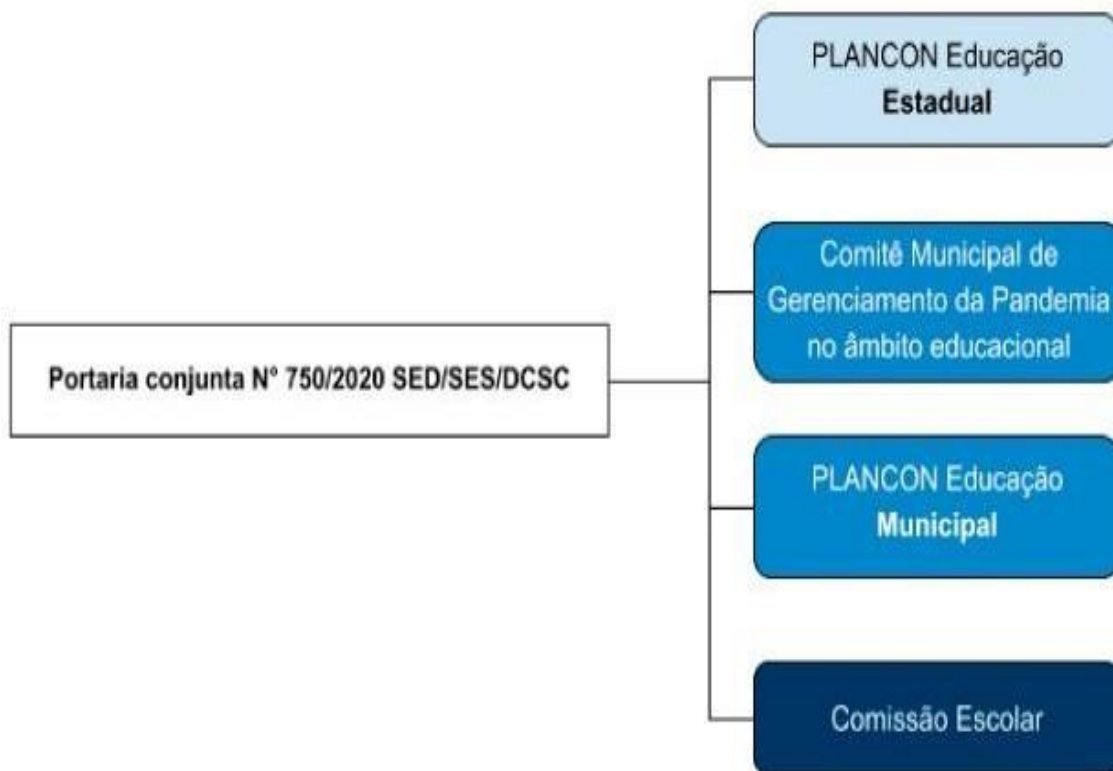 PLANCON Educação
Estadual
Comitê Municipal de
Gerenciamento da Pandemia
no âmbito educacional
Portaria conjunta N° 750/2020 SED/SES/DCSC
PLANCON Educação
Municipal
Comissão Escolar